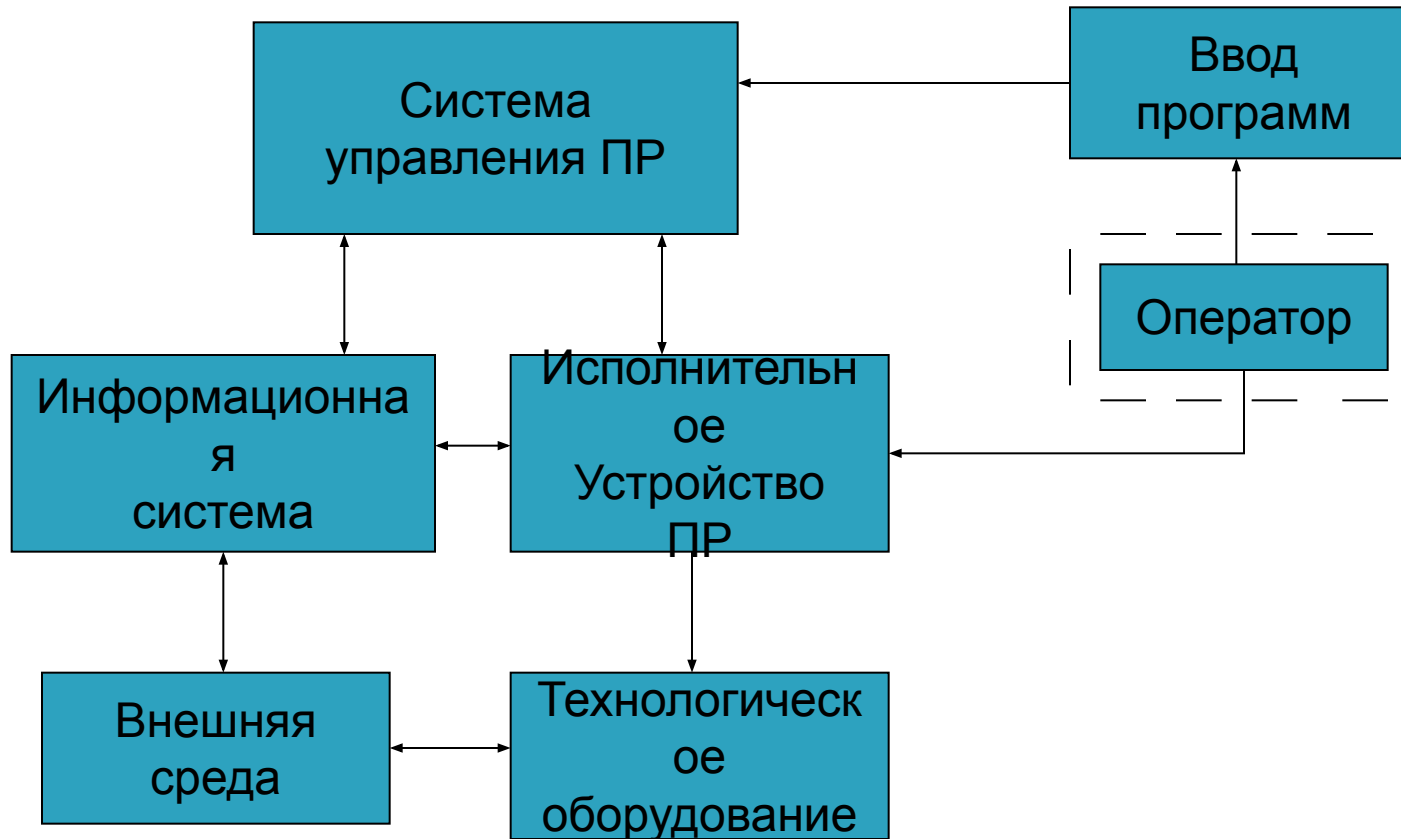 Система
управления ПР
Ввод
программ
Оператор
Информационна
я
система
Исполнительн
ое
Устройство
ПР
Внешняя
среда
Технологическ
ое
оборудование